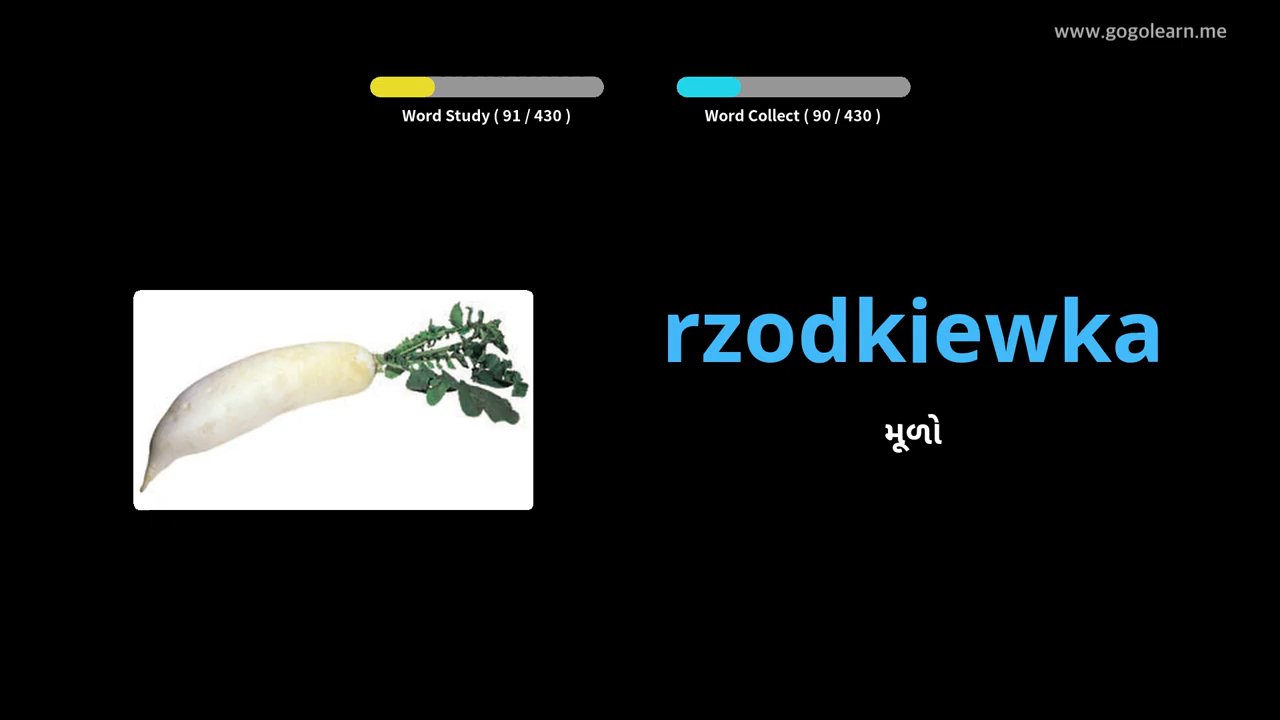 www.gogolearn.me
Word Study ( 91 / 430 )
Word Collect ( 90 / 430 )
rzodkiewka
મૂળો